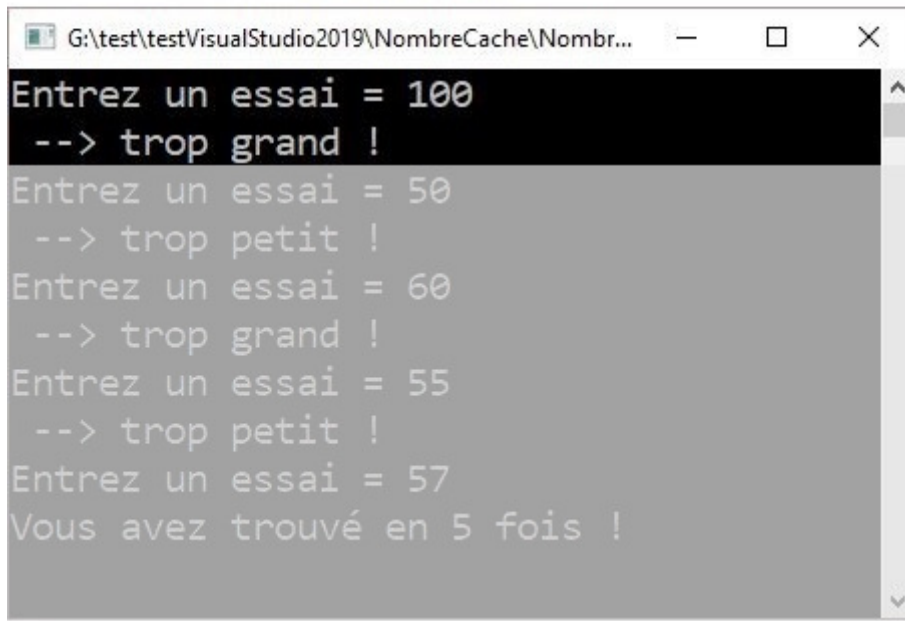 G:\test\testVisualStudio2019\NombreCache\Nombr...
Entrez un essai = 100
 --> trop grand !
Entrez un essai = 50
 --> trop petit !
Entrez un essai = 60
 --> trop grand !
Entrez un essai = 55
 --> trop petit !
Entrez un essai = 57
Vous avez trouvé en 5 fois !